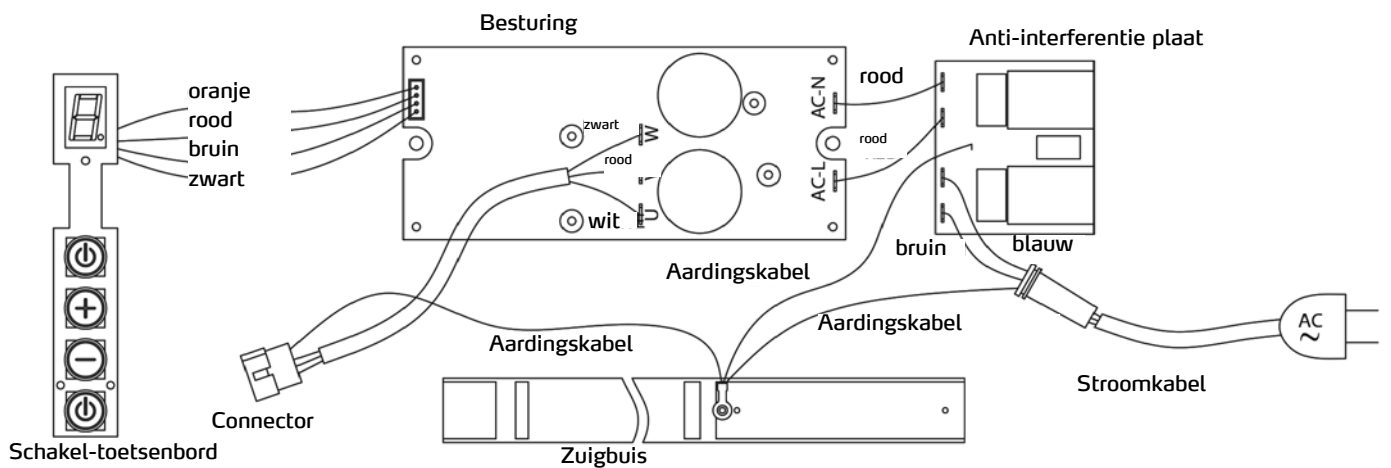 Besturing
Anti-interferentie plaat
oranje
rood
bruin
zwart
zwart
W
rood
wit
U
AC-N
AC-L
rood
rood
bruin
blauw
Aardingskabel
Aardingskabel
Aardingskabel
AC
~
Stroomkabel
Connector
Schakel-toetsenbord
Zuigbuis